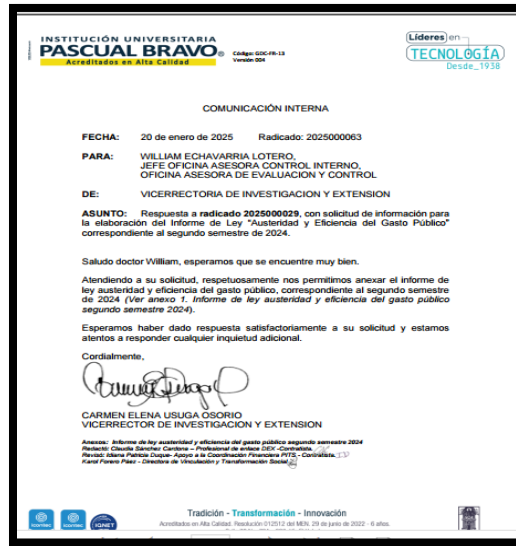 INSTITUCIÓN UNIVERSITARIA
PASCUAL BRAVO®
Acreditados en Alta Calidad
Código: GDC-FR-13
Versión 004
Líderes en
TECNOLOGÍA
Desde_1938
COMUNICACIÓN INTERNA
FECHA: 20 de enero de 2025 Radicado: 2025000063
PARA: WILLIAM ECHAVARRIA LOTERO,
JEFE OFICINA ASESORA CONTROL INTERNO,
OFICINA ASESORA DE EVALUACION Y CONTROL
DE: VICERRECTORIA DE INVESTIGACION Y EXTENSION
ASUNTO: Respuesta a radicado 2025000029, con solicitud de información para
la elaboración del Informe de Ley "Austeridad y Eficiencia del Gasto Público"
correspondiente al segundo semestre de 2024.
Saludo doctor William, esperamos que se encuentre muy bien.
Atendiendo a su solicitud, respetuosamente nos permitimos anexar el informe de
ley austeridad y eficiencia del gasto público, correspondiente al segundo semestre
de 2024 (Ver anexo 1. Informe de ley austeridad y eficiencia del gasto público
segundo semestre 2024).
Esperamos haber dado respuesta satisfactoriamente a su solicitud y estamos
atentos a responder cualquier inquietud adicional.
Cordialmente,
CARMEN ELENA USUGA OSORIO
VICERRECTOR DE INVESTIGACION Y EXTENSION
Anexos: Informe de ley austeridad y eficiencia del gasto público segundo semestre 2024
Redactó: Claudia Sánchez Cardona – Profesional de enlace DEX -Contratista.
Revisó: Idiana Patricia Duque- Apoyo a la Coordinación Financiera PITS - Contratista.
Karol Forero Páez - Directora de Vinculación y Transformación Social
ICONTEC
ICONTEC
IQNET
Tradición - Transformación - Innovación
Acreditados en Alta Calidad. Resolución 012512 del MEN. 29 de junio de 2022 - 6 años.